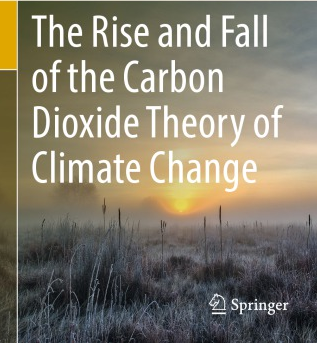 The Rise and Fall
of the Carbon
Dioxide Theory of
Climate Change
Springer